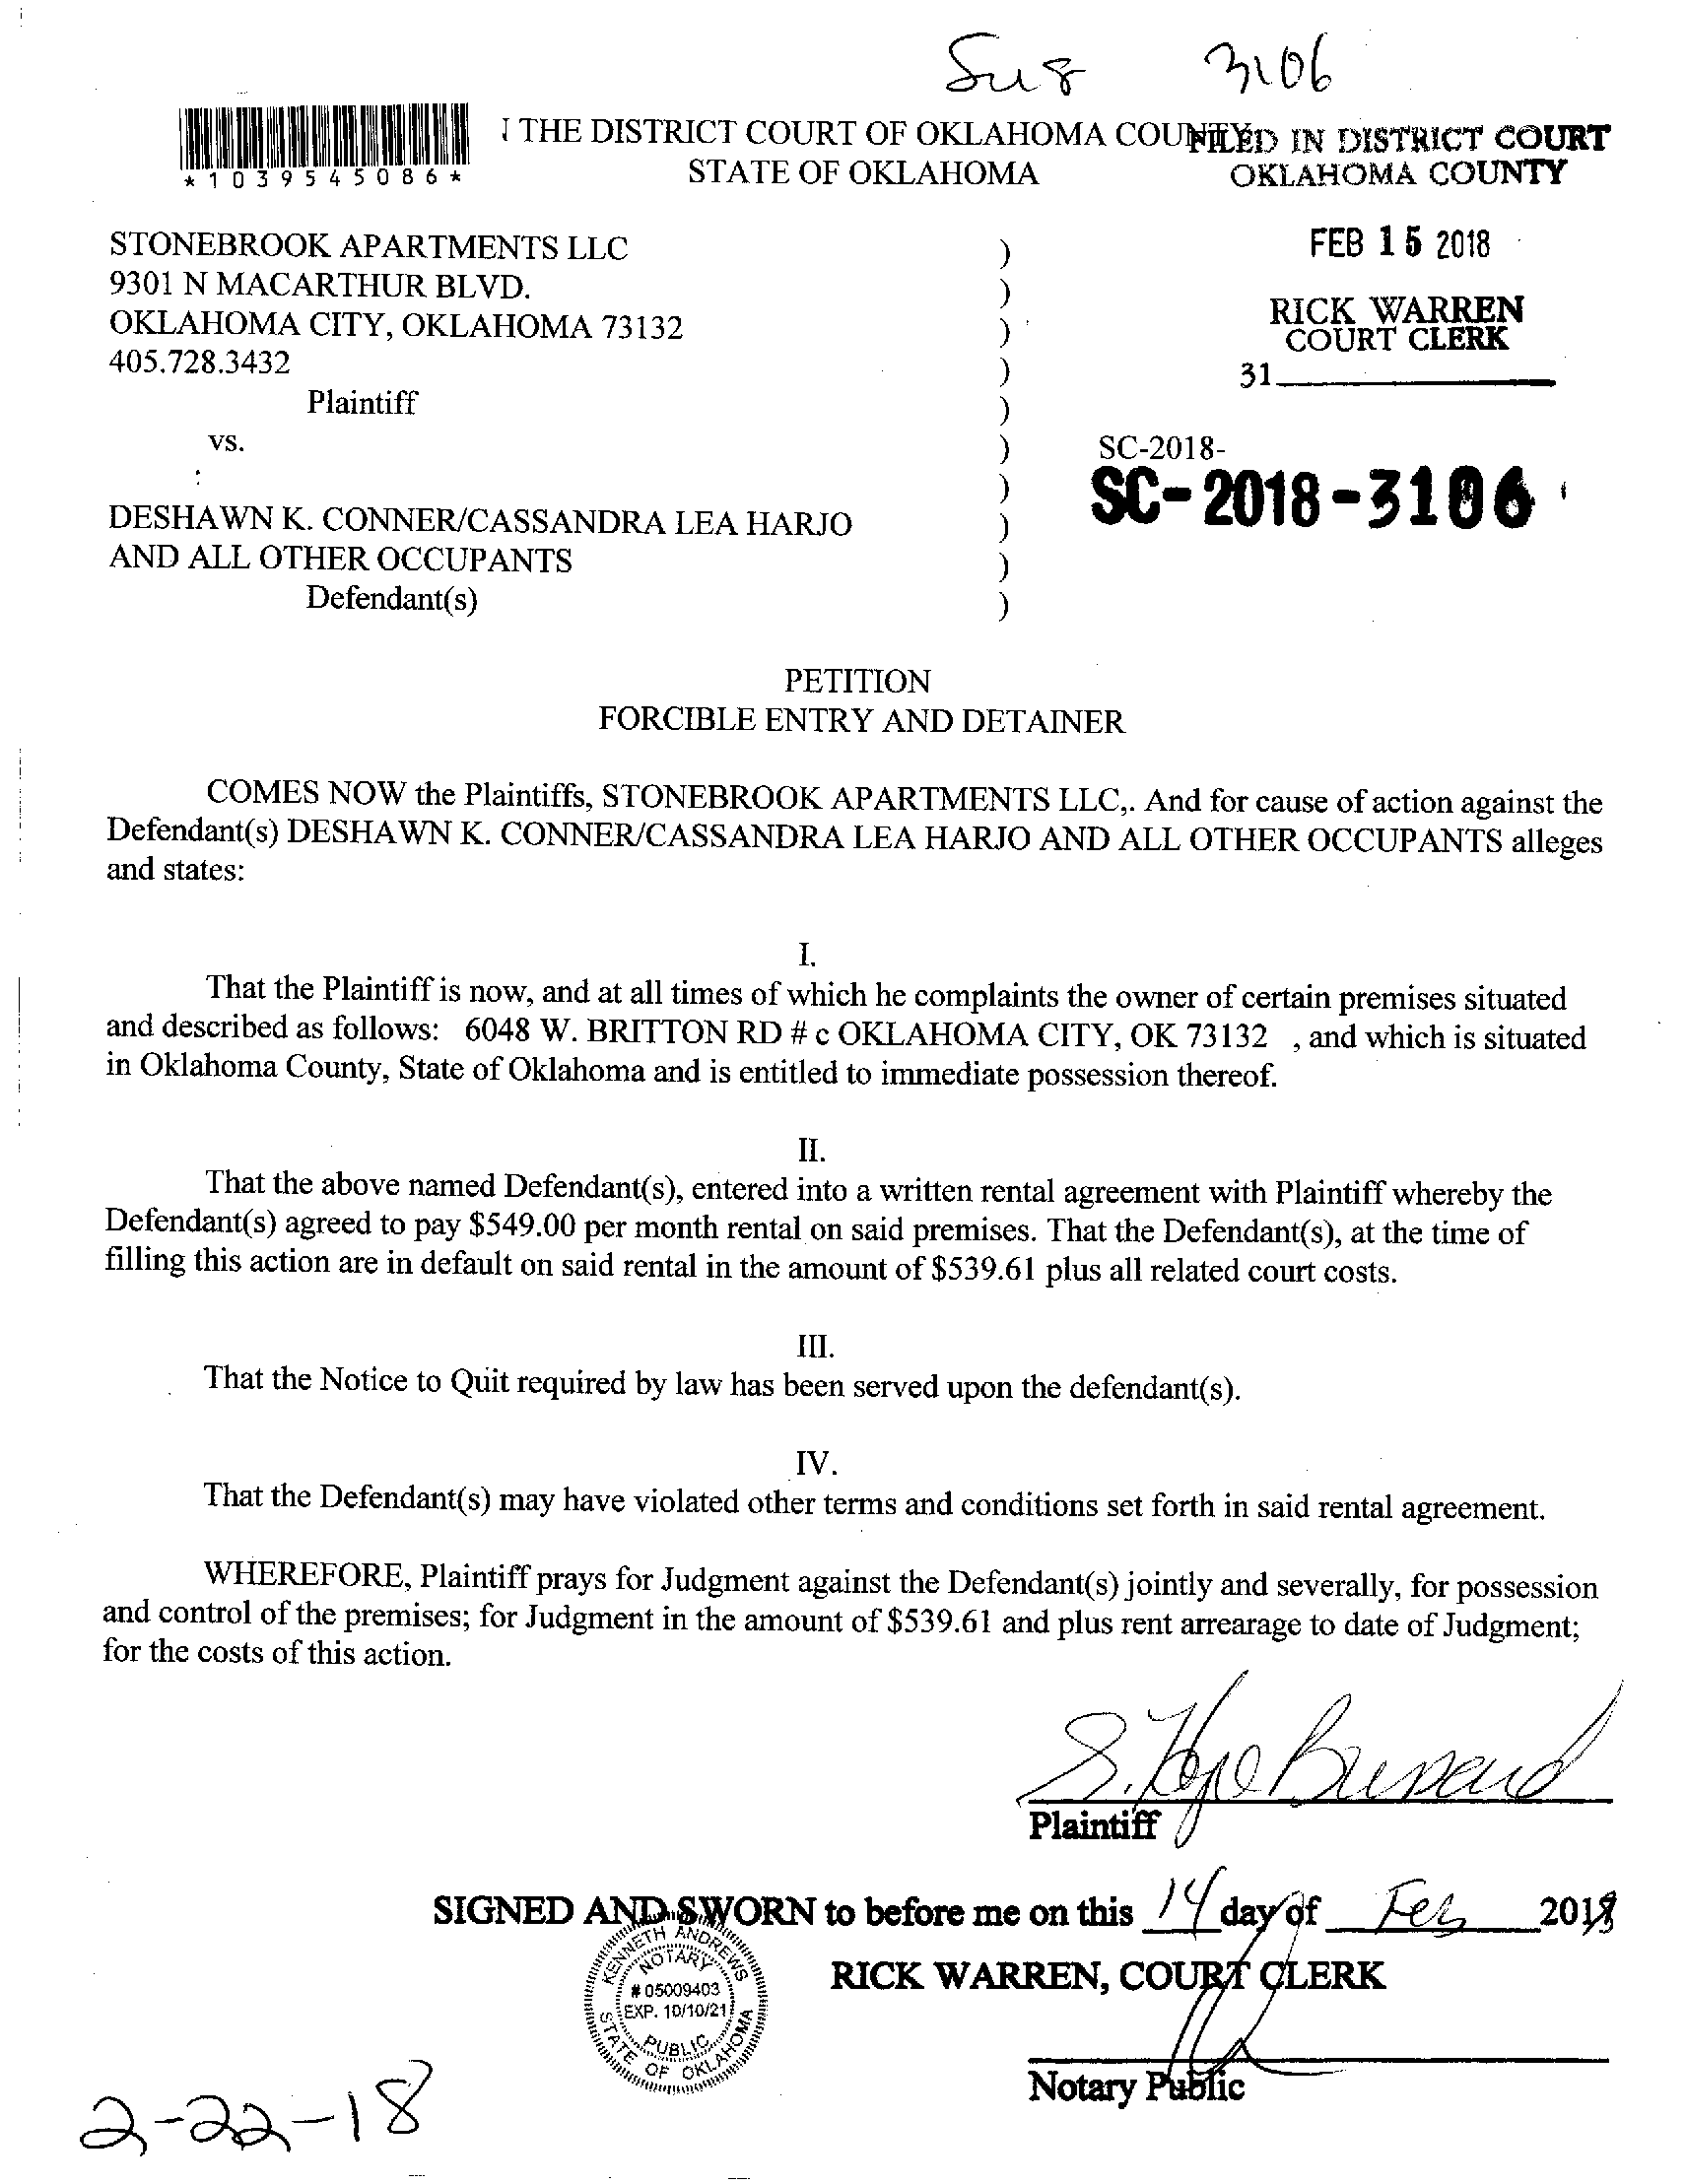 3106
THE DISTRICT COURT OF OKLAHOMA COUNTY
FILED IN DISTRICT COURT
STATE OF OKLAHOMA
OKLAHOMA COUNTY
*1039545086*
STONEBROOK APARTMENTS LLC )
FEB 15 2018
9301 N MACARTHUR BLVD. )
OKLAHOMA CITY, OKLAHOMA 73132 )
RICK WARREN
COURT CLERK
405.728.3432 )
31
Plaintiff )
vs. )
SC-2018-
: )
SC-2018-3106
DESHAWN K. CONNER/CASSANDRA LEA HARJO )
AND ALL OTHER OCCUPANTS )
Defendant(s) )
PETITION
FORCIBLE ENTRY AND DETAINER
COMES NOW the Plaintiffs, STONEBROOK APARTMENTS LLC,. And for cause of action against the
Defendant(s) DESHAWN K. CONNER/CASSANDRA LEA HARJO AND ALL OTHER OCCUPANTS alleges
and states:
I.
That the Plaintiff is now, and at all times of which he complaints the owner of certain premises situated
and described as follows: 6048 W. BRITTON RD # c OKLAHOMA CITY, OK 73132 , and which is situated
in Oklahoma County, State of Oklahoma and is entitled to immediate possession thereof.
II.
That the above named Defendant(s), entered into a written rental agreement with Plaintiff whereby the
Defendant(s) agreed to pay $549.00 per month rental on said premises. That the Defendant(s), at the time of
filling this action are in default on said rental in the amount of $539.61 plus all related court costs.
III.
That the Notice to Quit required by law has been served upon the defendant(s).
IV.
That the Defendant(s) may have violated other terms and conditions set forth in said rental agreement.
WHEREFORE, Plaintiff prays for Judgment against the Defendant(s) jointly and severally, for possession
and control of the premises; for Judgment in the amount of $539.61 and plus rent arrearage to date of Judgment;
for the costs of this action.
S. Hope
Plaintiff
SIGNED AND SWORN to before me on this 14 day of Feb 2018
KENNETH ANDREWS
NOTARY
# 05009403
EXP. 10/10/21
PUBLIC
STATE OF OKLAHOMA
RICK WARREN, COURT CLERK
Notary Public
2-22-18